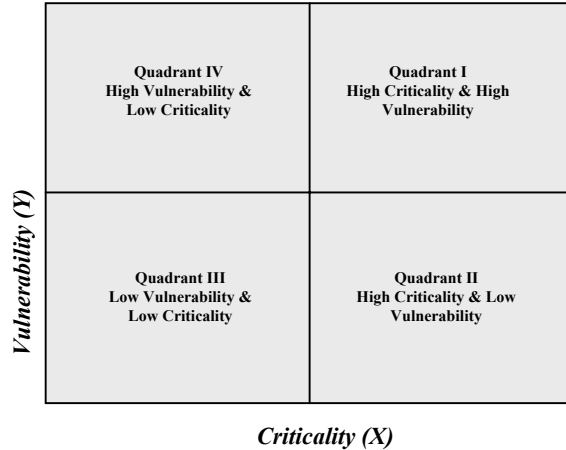 Quadrant IV
High Vulnerability &
Low Criticality
Quadrant I
High Criticality & High
Vulnerability
Quadrant III
Low Vulnerability &
Low Criticality
Quadrant II
High Criticality & Low
Vulnerability
Vulnerability (Y)
Criticality (X)